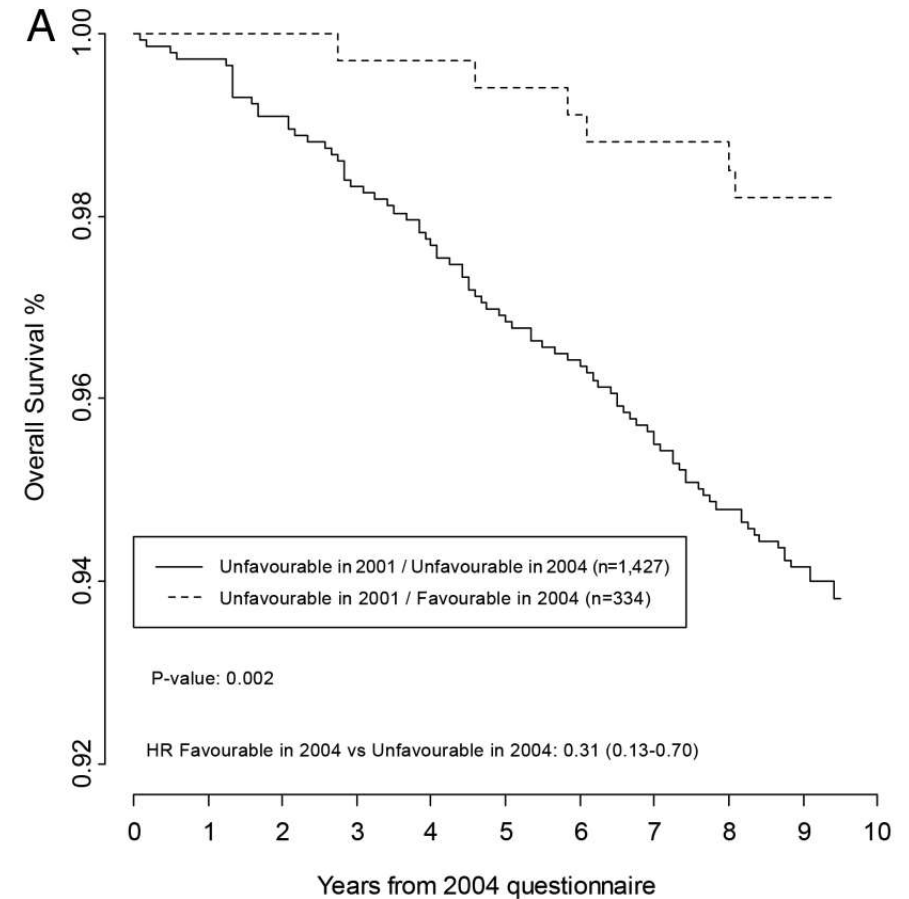 A
1.00
0.98
0.96
0.94
0.92
Overall Survival %
Unfavourable in 2001 / Unfavourable in 2004 (n=1,427)
Unfavourable in 2001 / Favourable in 2004 (n=334)
P-value: 0.002
HR Favourable in 2004 vs Unfavourable in 2004: 0.31 (0.13-0.70)
0 1 2 3 4 5 6 7 8 9 10
Years from 2004 questionnaire